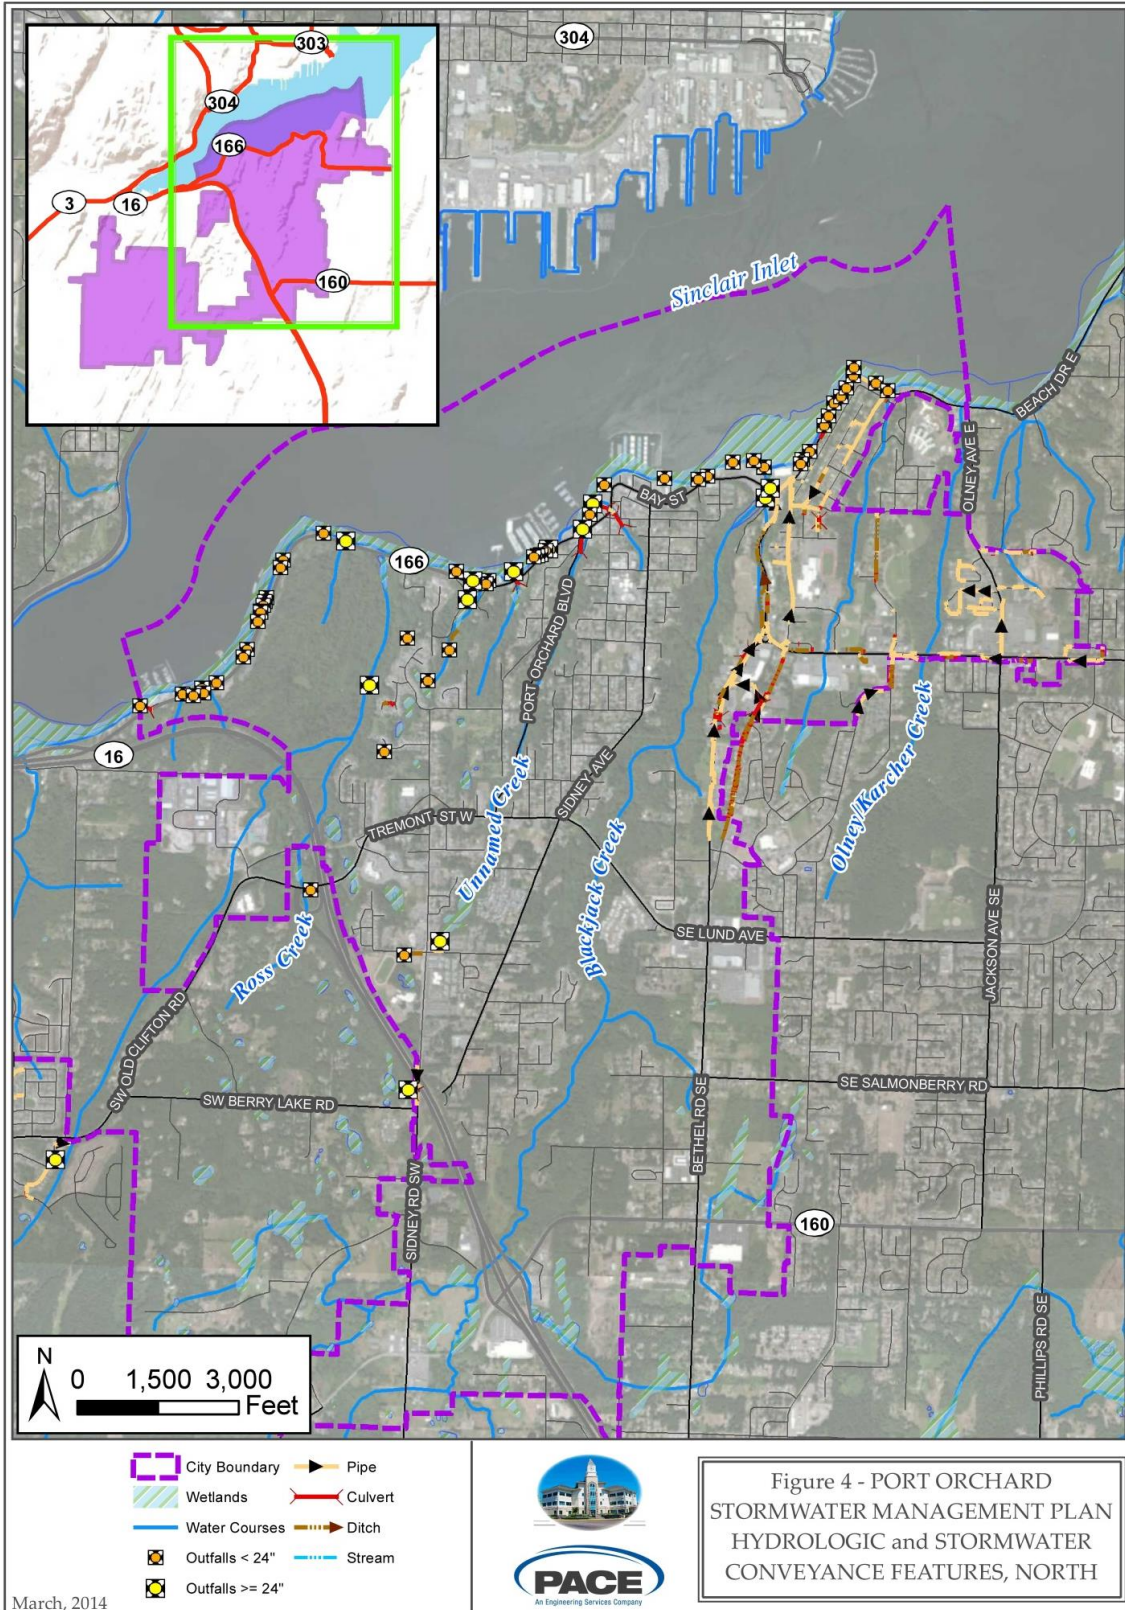 303
304
166
3
16
160
304
Sinclair Inlet
BEACH DR E
OLNEY AVE E
BAY ST
166
PORT ORCHARD BLVD
SIDNEY AVE
16
TREMONT ST W
Unnamed Creek
Olney/Karcher Creek
Blackjack Creek
Ross Creek
SE LUND AVE
JACKSON AVE SE
SW OLD CLIFTON RD
SW BERRY LAKE RD
SE SALMONBERRY RD
BETHEL RD SE
SIDNEY RD SW
160
PHILLIPS RD SE
N
0 1,500 3,000
Feet
City Boundary
Wetlands
Water Courses
Outfalls < 24"
Outfalls >= 24"
Pipe
Culvert
Ditch
Stream
PACE
An Engineering Services Company
Figure 4 - PORT ORCHARD
STORMWATER MANAGEMENT PLAN
HYDROLOGIC and STORMWATER
CONVEYANCE FEATURES, NORTH
March, 2014